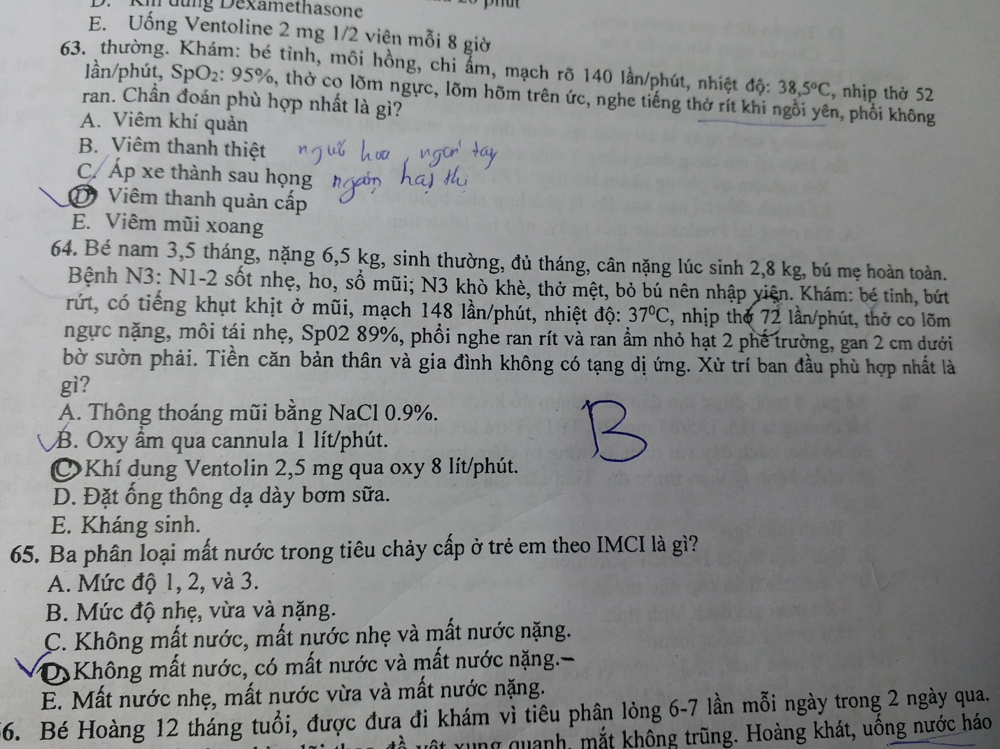 D. Khí dung Dexamethasone
phút
E. Uống Ventoline 2 mg 1/2 viên mỗi 8 giờ
63. thường. Khám: bé tỉnh, môi hồng, chi ấm, mạch rõ 140 lần/phút, nhiệt độ: 38,5°C, nhịp thở 52
lần/phút, SpO2: 95%, thở co lõm ngực, lõm hõm trên ức, nghe tiếng thở rít khi ngồi yên, phổi không
ran. Chẩn đoán phù hợp nhất là gì?
A. Viêm khí quản
B. Viêm thanh thiệt
C. Áp xe thành sau họng
D. Viêm thanh quản cấp
E. Viêm mũi xoang
64. Bé nam 3,5 tháng, nặng 6,5 kg, sinh thường, đủ tháng, cân nặng lúc sinh 2,8 kg, bú mẹ hoàn toàn.
Bệnh N3: N1-2 sốt nhẹ, ho, sổ mũi; N3 khò khè, thở mệt, bỏ bú nên nhập viện. Khám: bé tỉnh, bứt
rứt, có tiếng khụt khịt ở mũi, mạch 148 lần/phút, nhiệt độ: 37⁰C, nhịp thở 72 lần/phút, thở co lõm
ngực nặng, môi tái nhẹ, Sp02 89%, phổi nghe ran rít và ran ẩm nhỏ hạt 2 phế trường, gan 2 cm dưới
bờ sườn phải. Tiền căn bản thân và gia đình không có tạng dị ứng. Xử trí ban đầu phù hợp nhất là
gì?
A. Thông thoáng mũi bằng NaCl 0.9%.
B. Oxy ẩm qua cannula 1 lít/phút.
B
C. Khí dung Ventolin 2,5 mg qua oxy 8 lít/phút.
D. Đặt ống thông dạ dày bơm sữa.
E. Kháng sinh.
65. Ba phân loại mất nước trong tiêu chảy cấp ở trẻ em theo IMCI là gì?
A. Mức độ 1, 2, và 3.
B. Mức độ nhẹ, vừa và nặng.
C. Không mất nước, mất nước nhẹ và mất nước nặng.
D. Không mất nước, có mất nước và mất nước nặng.
E. Mất nước nhẹ, mất nước vừa và mất nước nặng.
6. Bé Hoàng 12 tháng tuổi, được đưa đi khám vì tiêu phân lỏng 6-7 lần mỗi ngày trong 2 ngày qua.
vật xung quanh, mắt không trũng. Hoàng khát, uống nước háo